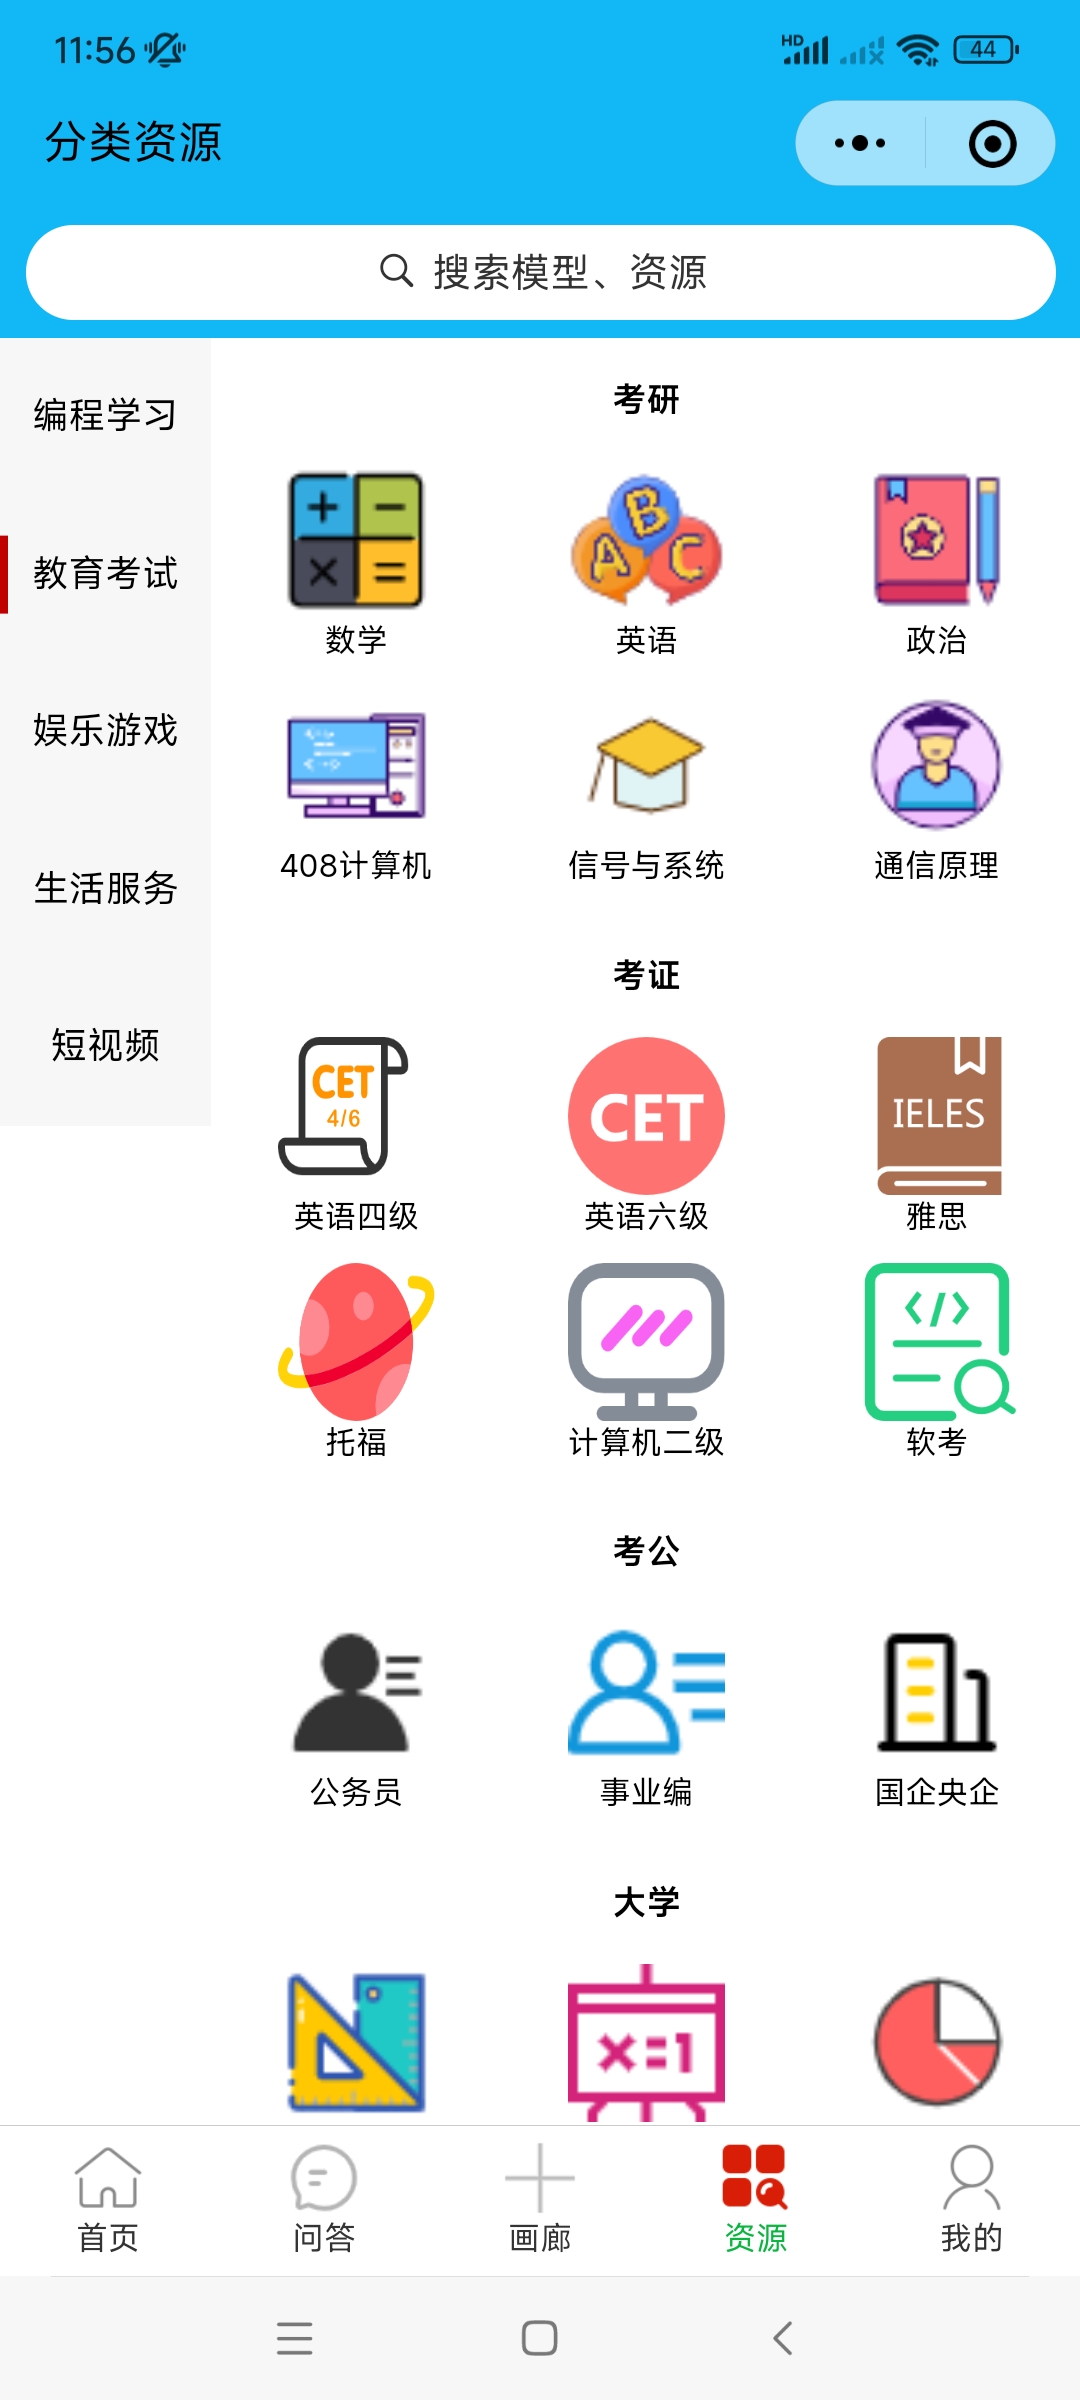 11:56
HD
44
分类资源
搜索模型、资源
编程学习
教育考试
娱乐游戏
生活服务
短视频
考研
A B C
数学
英语
政治
408计算机
信号与系统
通信原理
考证
CET
4/6
CET
IELES
英语四级
英语六级
雅思
托福
计算机二级
软考
考公
公务员
事业编
国企央企
大学
×=1
首页
问答
画廊
资源
我的